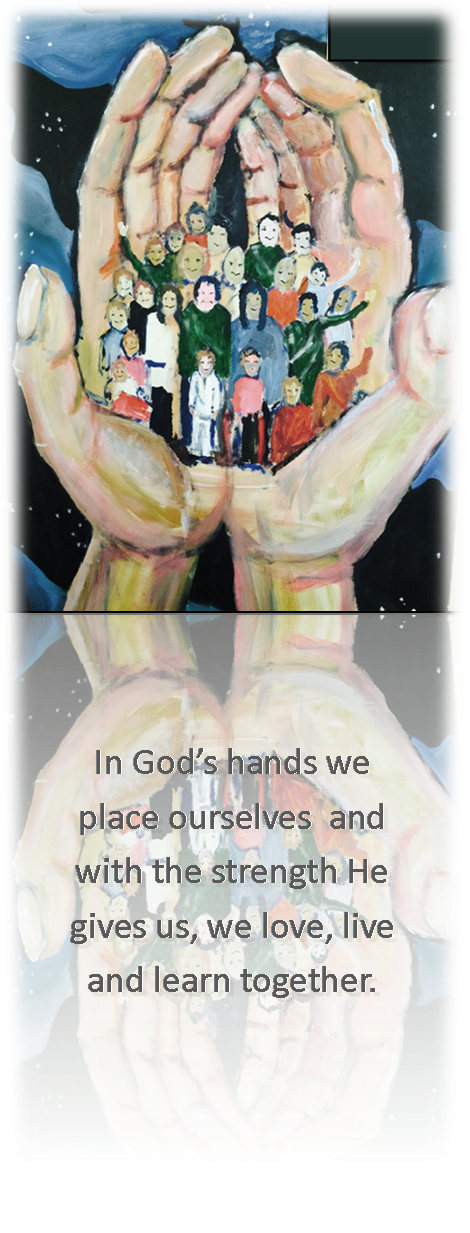 In God’s hands we
place ourselves  and
with the strength He
gives us, we love, live
and learn together.